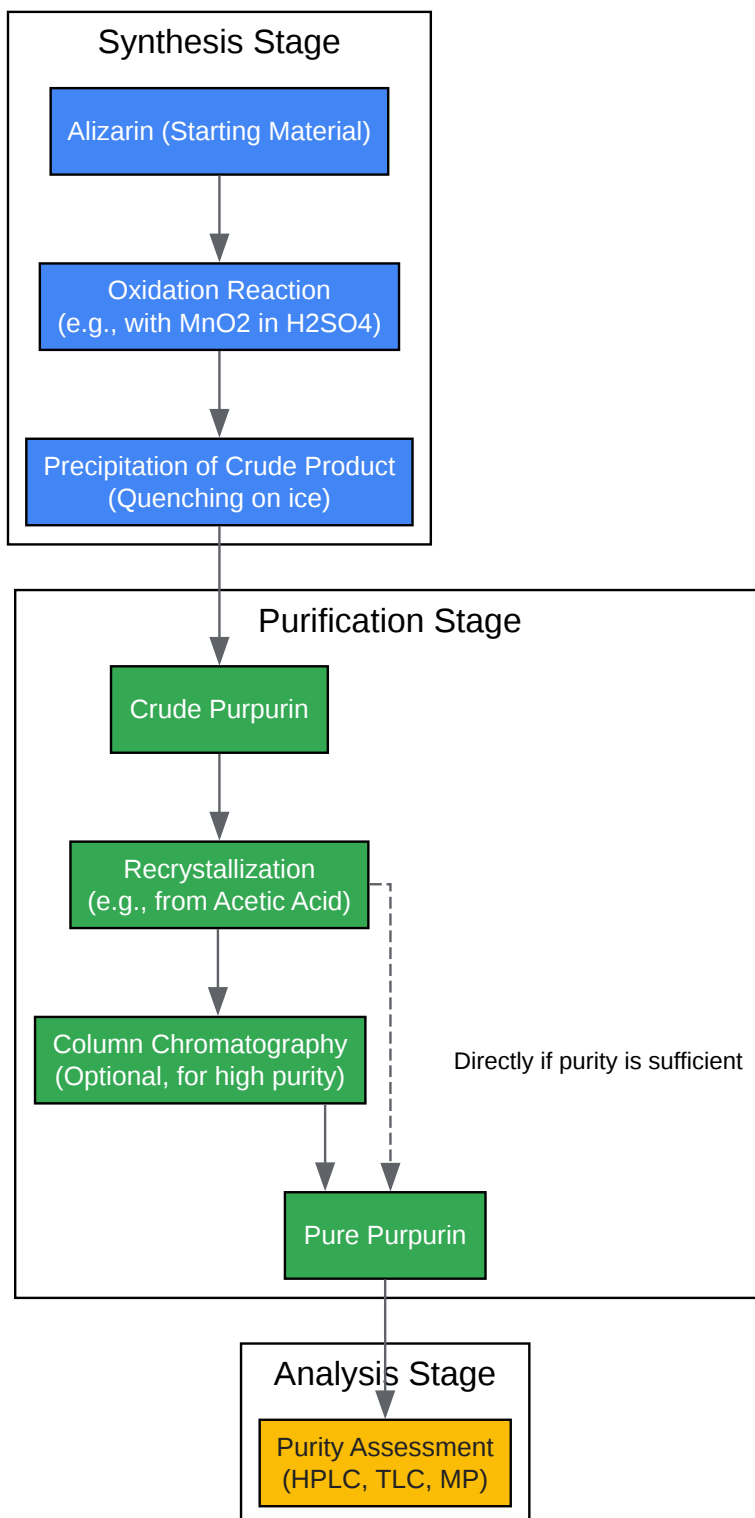 Synthesis Stage
Alizarin (Starting Material)
Oxidation Reaction
(e.g., with MnO2 in H2SO4)
Precipitation of Crude Product
(Quenching on ice)
Purification Stage
Crude Purpurin
Recrystallization
(e.g., from Acetic Acid)
Column Chromatography
(Optional, for high purity)
Directly if purity is sufficient
Pure Purpurin
Analysis Stage
Purity Assessment
(HPLC, TLC, MP)